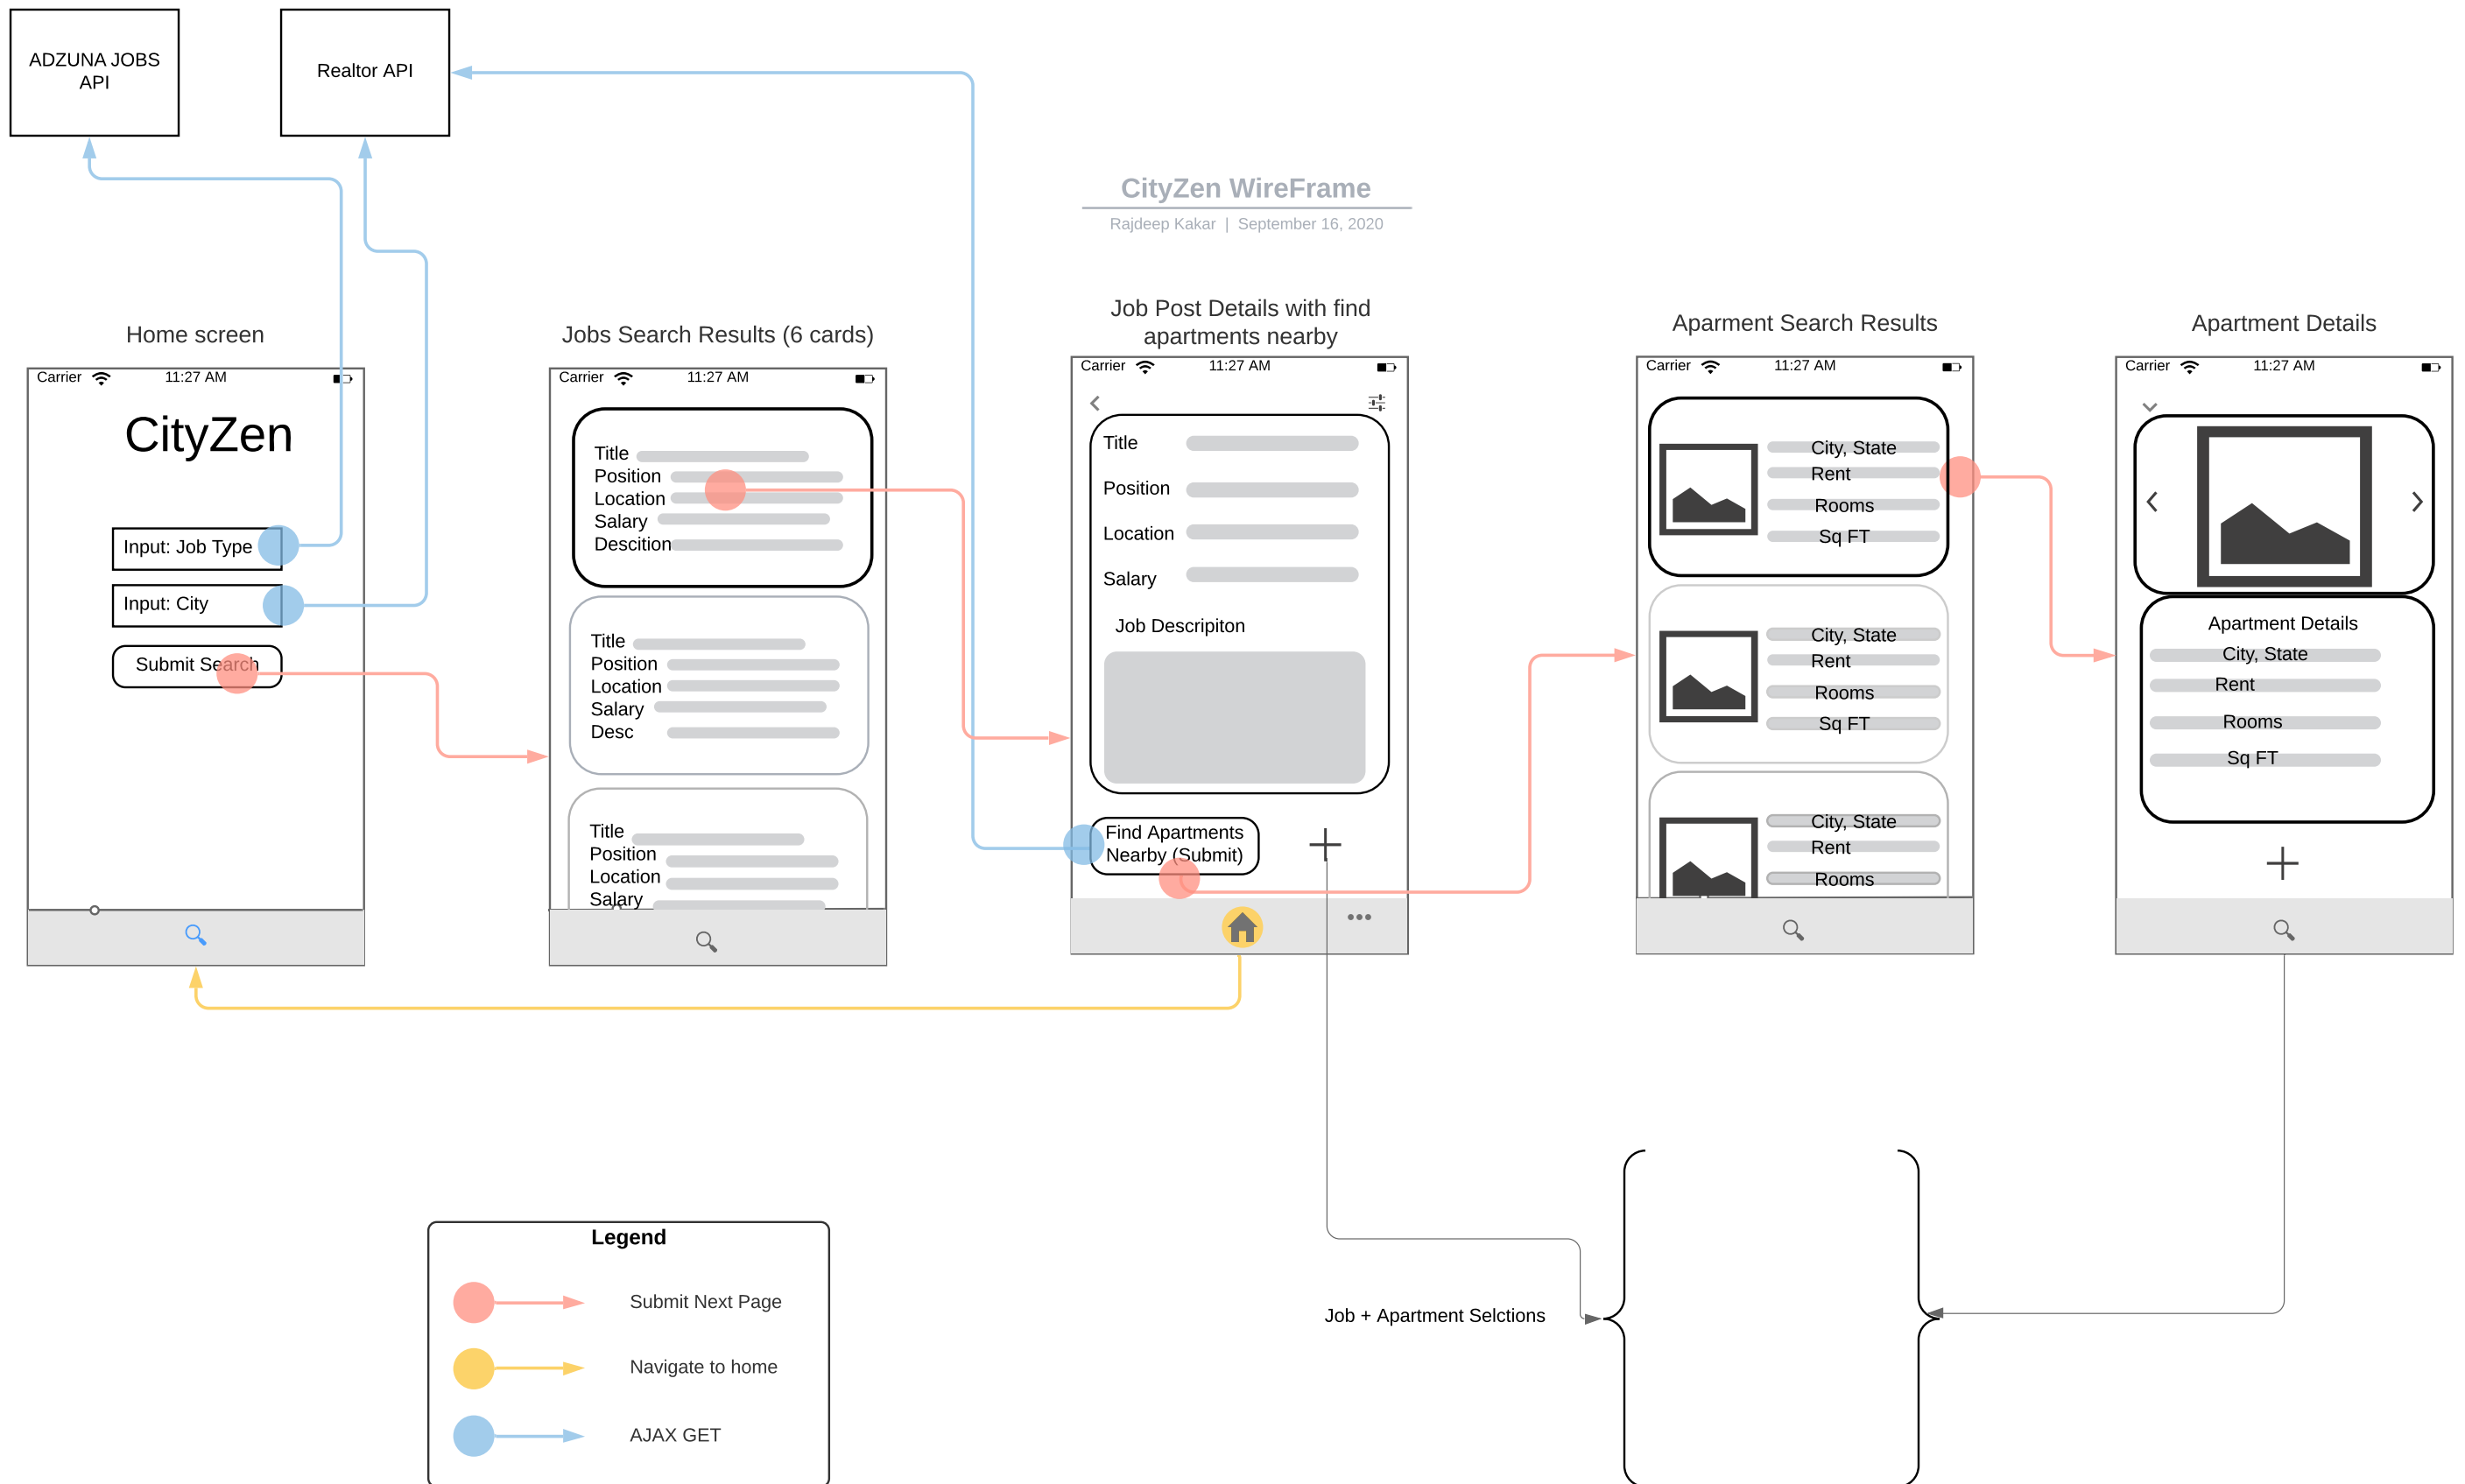 ADZUNA JOBS
API
Realtor API
CityZen WireFrame
Rajdeep Kakar | September 16, 2020
Home screen
Carrier 11:27 AM
CityZen
Input: Job Type
Input: City
Submit Search
Jobs Search Results (6 cards)
Carrier 11:27 AM
Title
Position
Location
Salary
Descition
Title
Position
Location
Salary
Desc
Title
Position
Location
Salary
Job Post Details with find
apartments nearby
Carrier 11:27 AM
Title
Position
Location
Salary
Job Descripiton
Find Apartments
Nearby (Submit)
Aparment Search Results
Carrier 11:27 AM
City, State
Rent
Rooms
Sq FT
City, State
Rent
Rooms
Sq FT
City, State
Rent
Rooms
Apartment Details
Carrier 11:27 AM
Apartment Details
City, State
Rent
Rooms
Sq FT
Legend
Submit Next Page
Navigate to home
AJAX GET
Job + Apartment Selctions